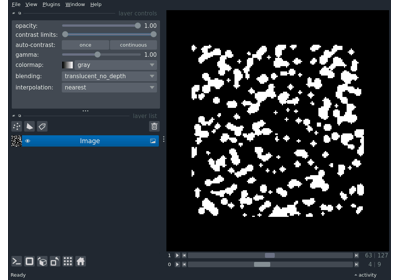 File View Plugins Window Help
layer controls
opacity: 1.00
contrast limits:
auto-contrast: once continuous
gamma: 1.00
colormap: gray
blending: translucent_no_depth
interpolation: nearest
layer list
Image
1 63 127
0 4 9
Ready activity